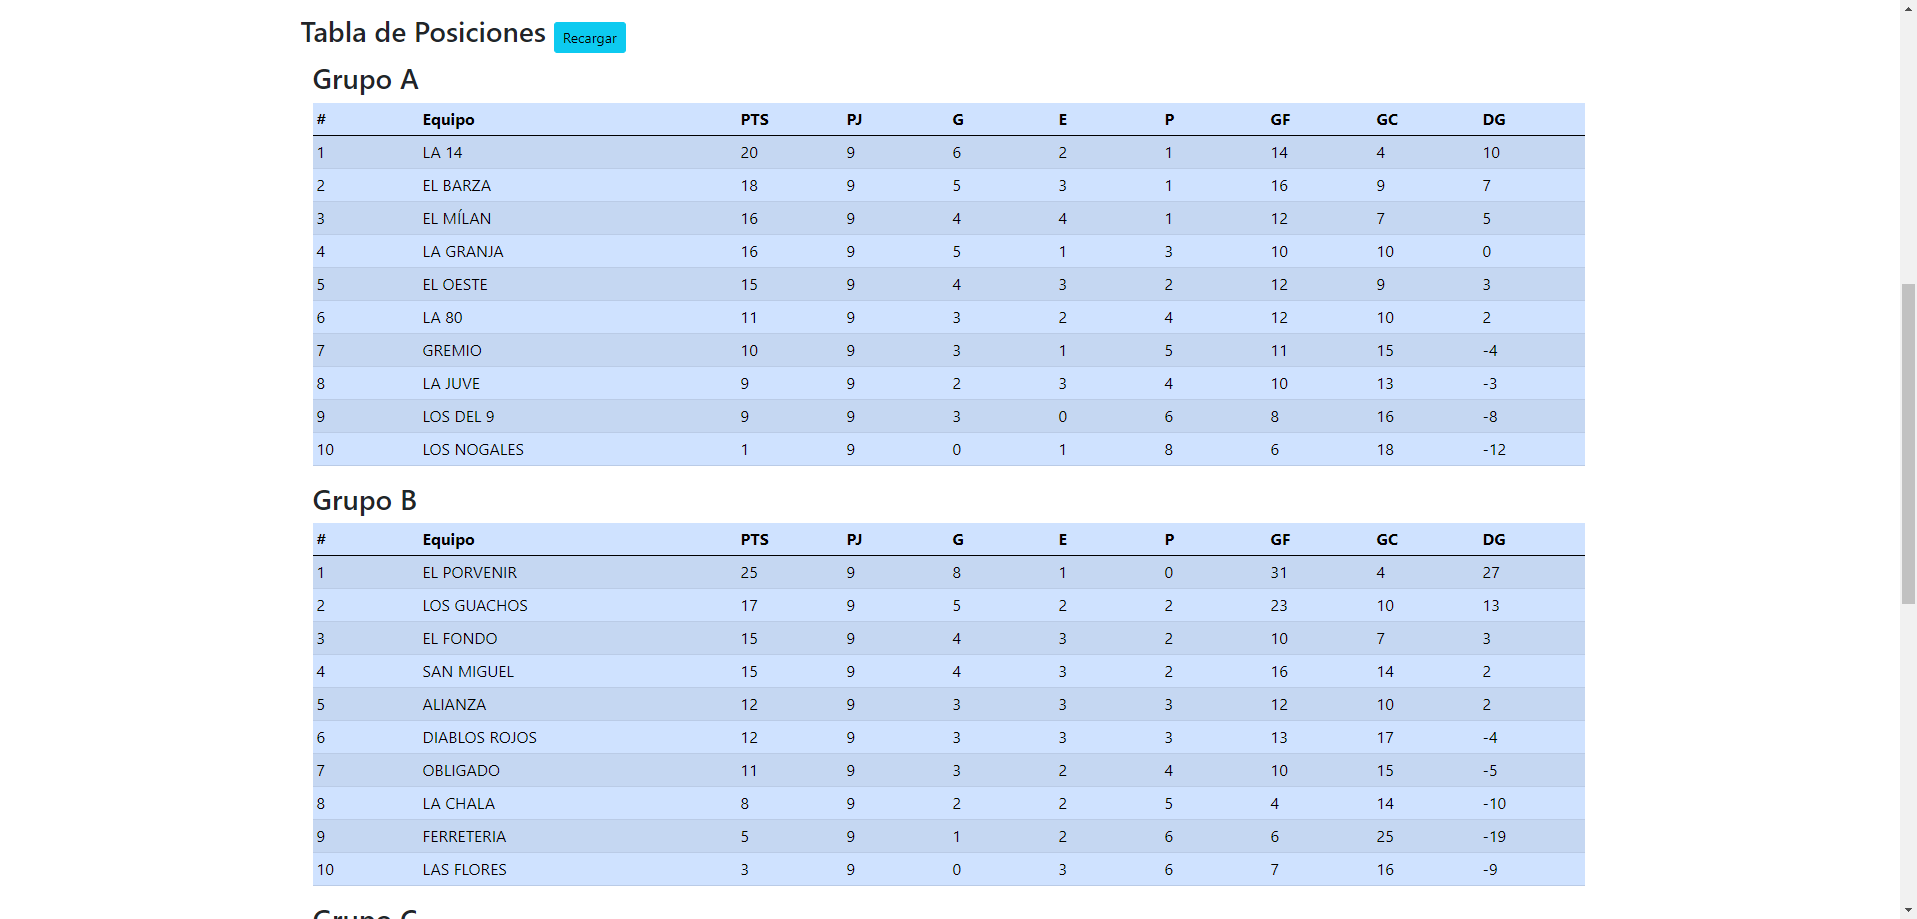 Tabla de Posiciones Recargar
Grupo A
# Equipo PTS PJ G E P GF GC DG
1 LA 14 20 9 6 2 1 14 4 10
2 EL BARZA 18 9 5 3 1 16 9 7
3 EL MÍLAN 16 9 4 4 1 12 7 5
4 LA GRANJA 16 9 5 1 3 10 10 0
5 EL OESTE 15 9 4 3 2 12 9 3
6 LA 80 11 9 3 2 4 12 10 2
7 GREMIO 10 9 3 1 5 11 15 -4
8 LA JUVE 9 9 2 3 4 10 13 -3
9 LOS DEL 9 9 9 3 0 6 8 16 -8
10 LOS NOGALES 1 9 0 1 8 6 18 -12
Grupo B
# Equipo PTS PJ G E P GF GC DG
1 EL PORVENIR 25 9 8 1 0 31 4 27
2 LOS GUACHOS 17 9 5 2 2 23 10 13
3 EL FONDO 15 9 4 3 2 10 7 3
4 SAN MIGUEL 15 9 4 3 2 16 14 2
5 ALIANZA 12 9 3 3 3 12 10 2
6 DIABLOS ROJOS 12 9 3 3 3 13 17 -4
7 OBLIGADO 11 9 3 2 4 10 15 -5
8 LA CHALA 8 9 2 2 5 4 14 -10
9 FERRETERIA 5 9 1 2 6 6 25 -19
10 LAS FLORES 3 9 0 3 6 7 16 -9
Grupo C